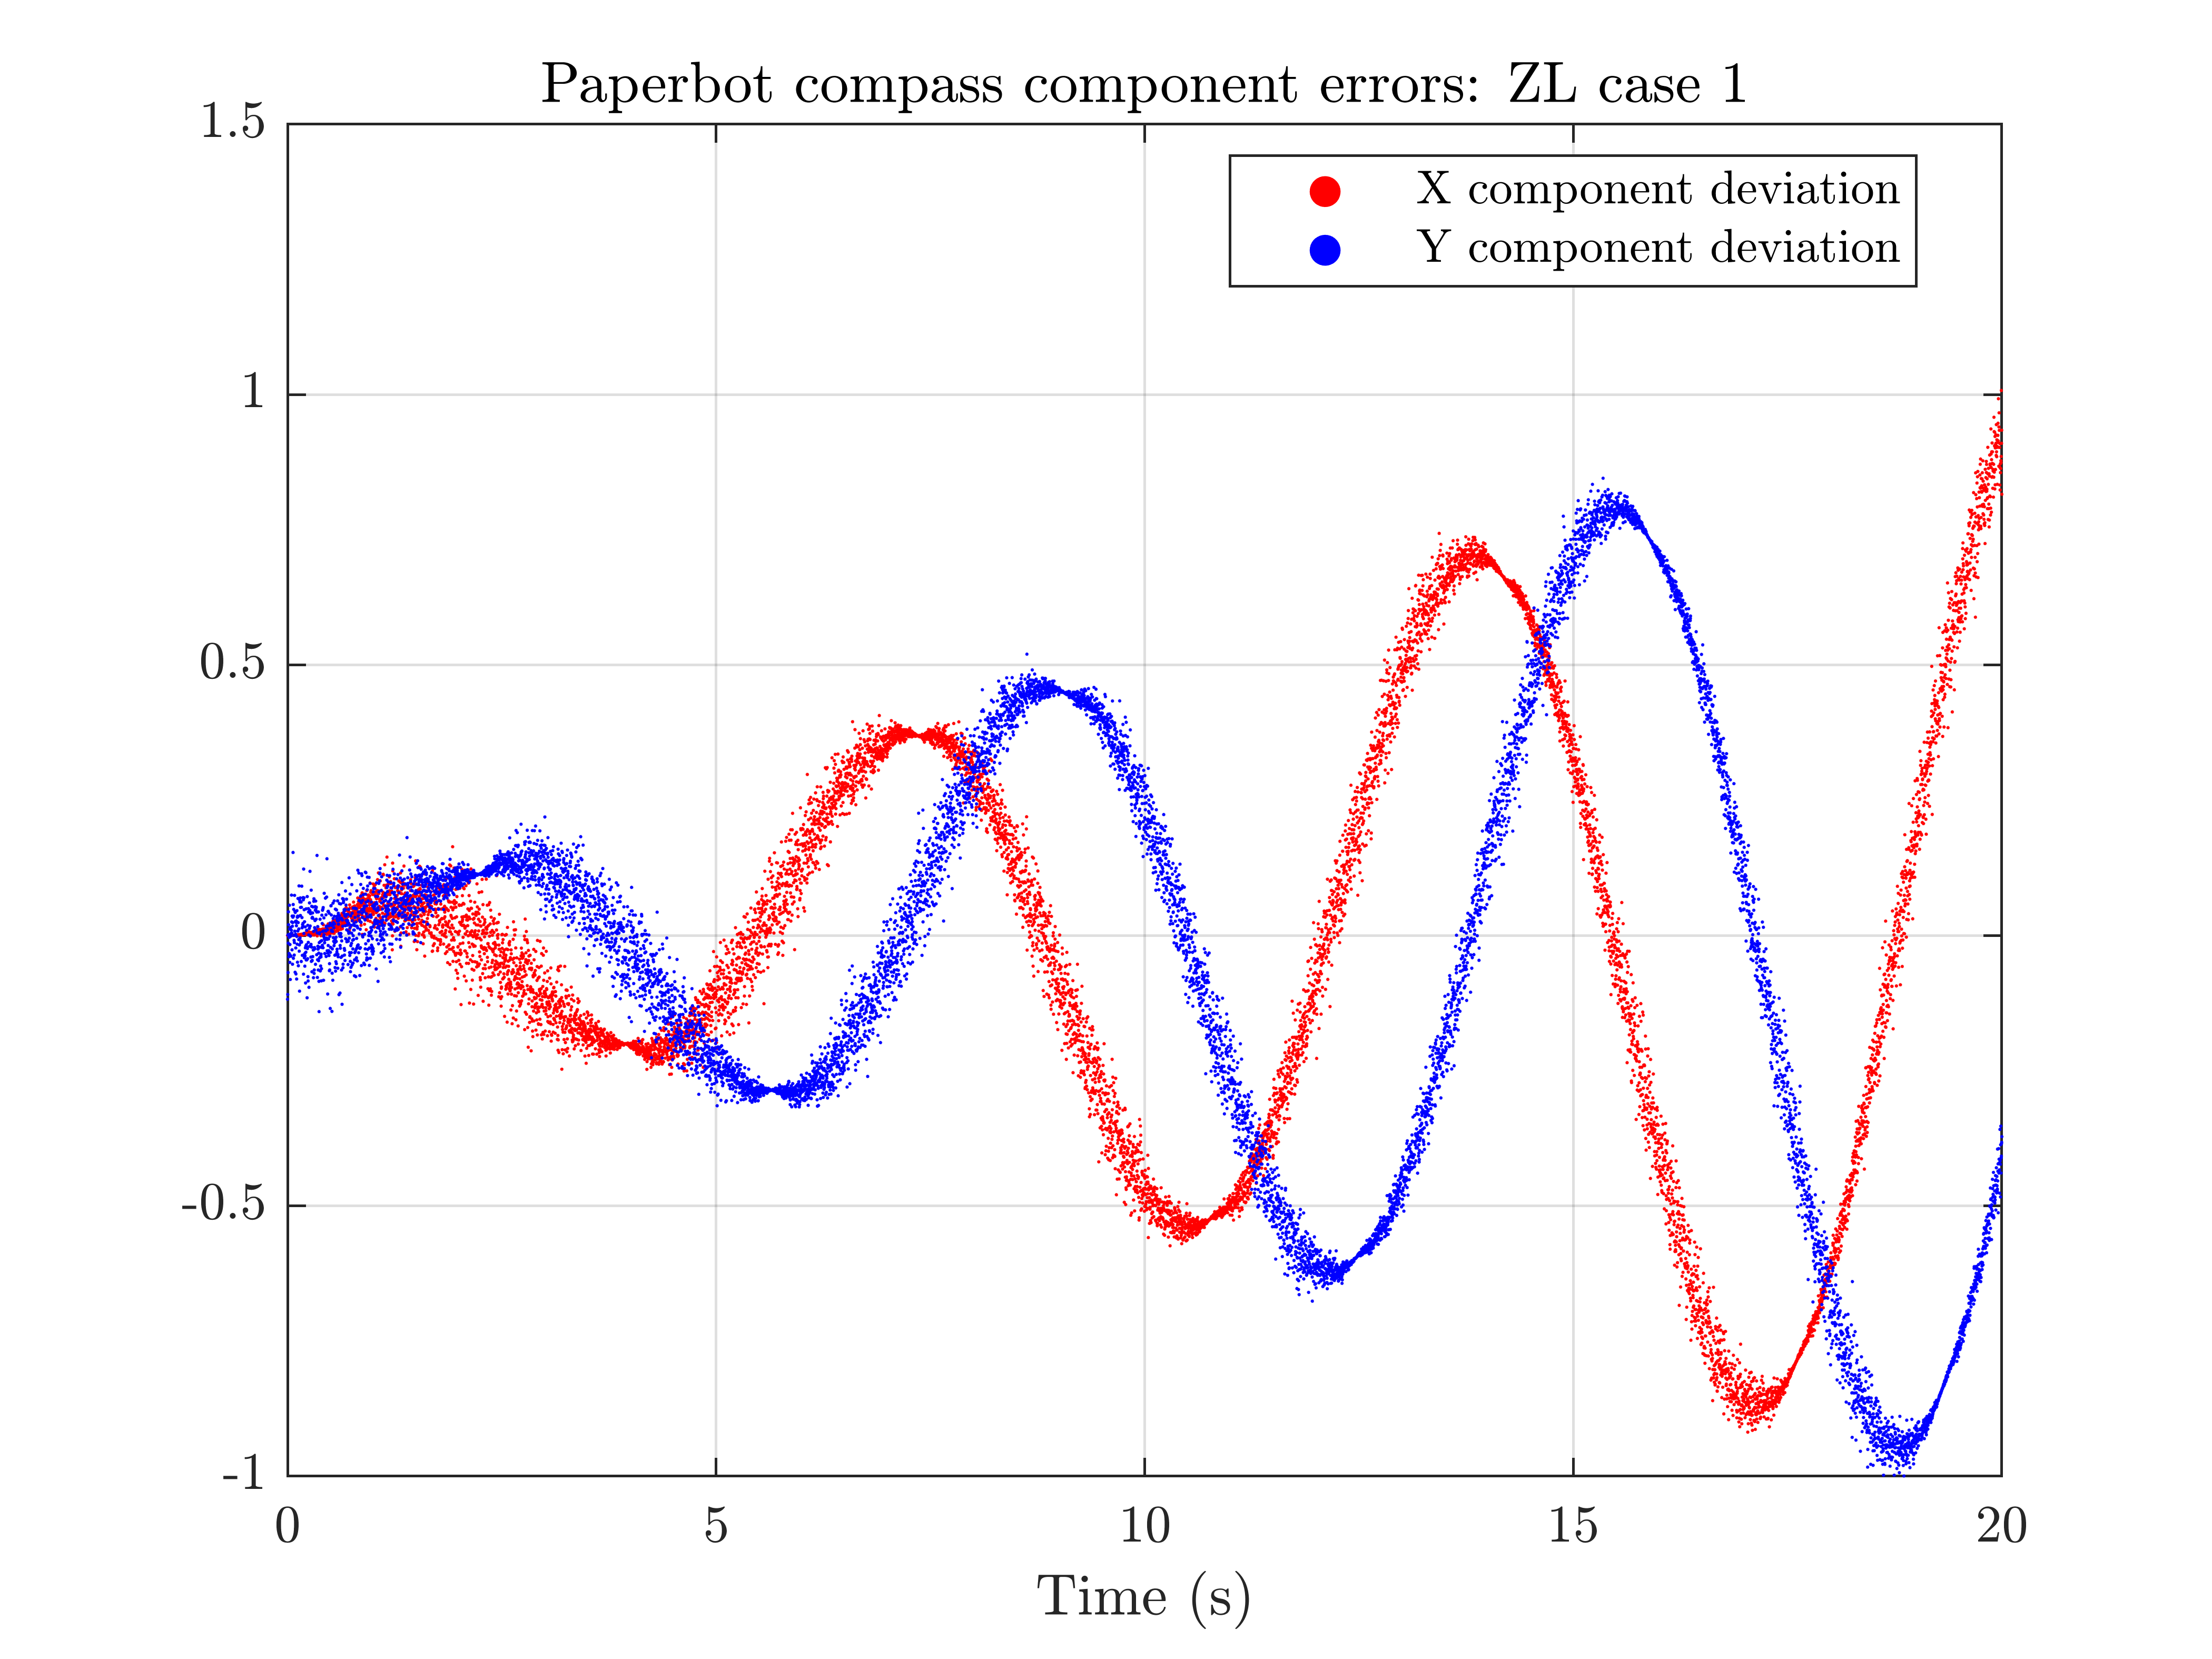 Paperbot compass component errors: ZL case 1
1.5
X component deviation
Y component deviation
1
0.5
0
-0.5
-1
0 5 10 15 20
Time (s)